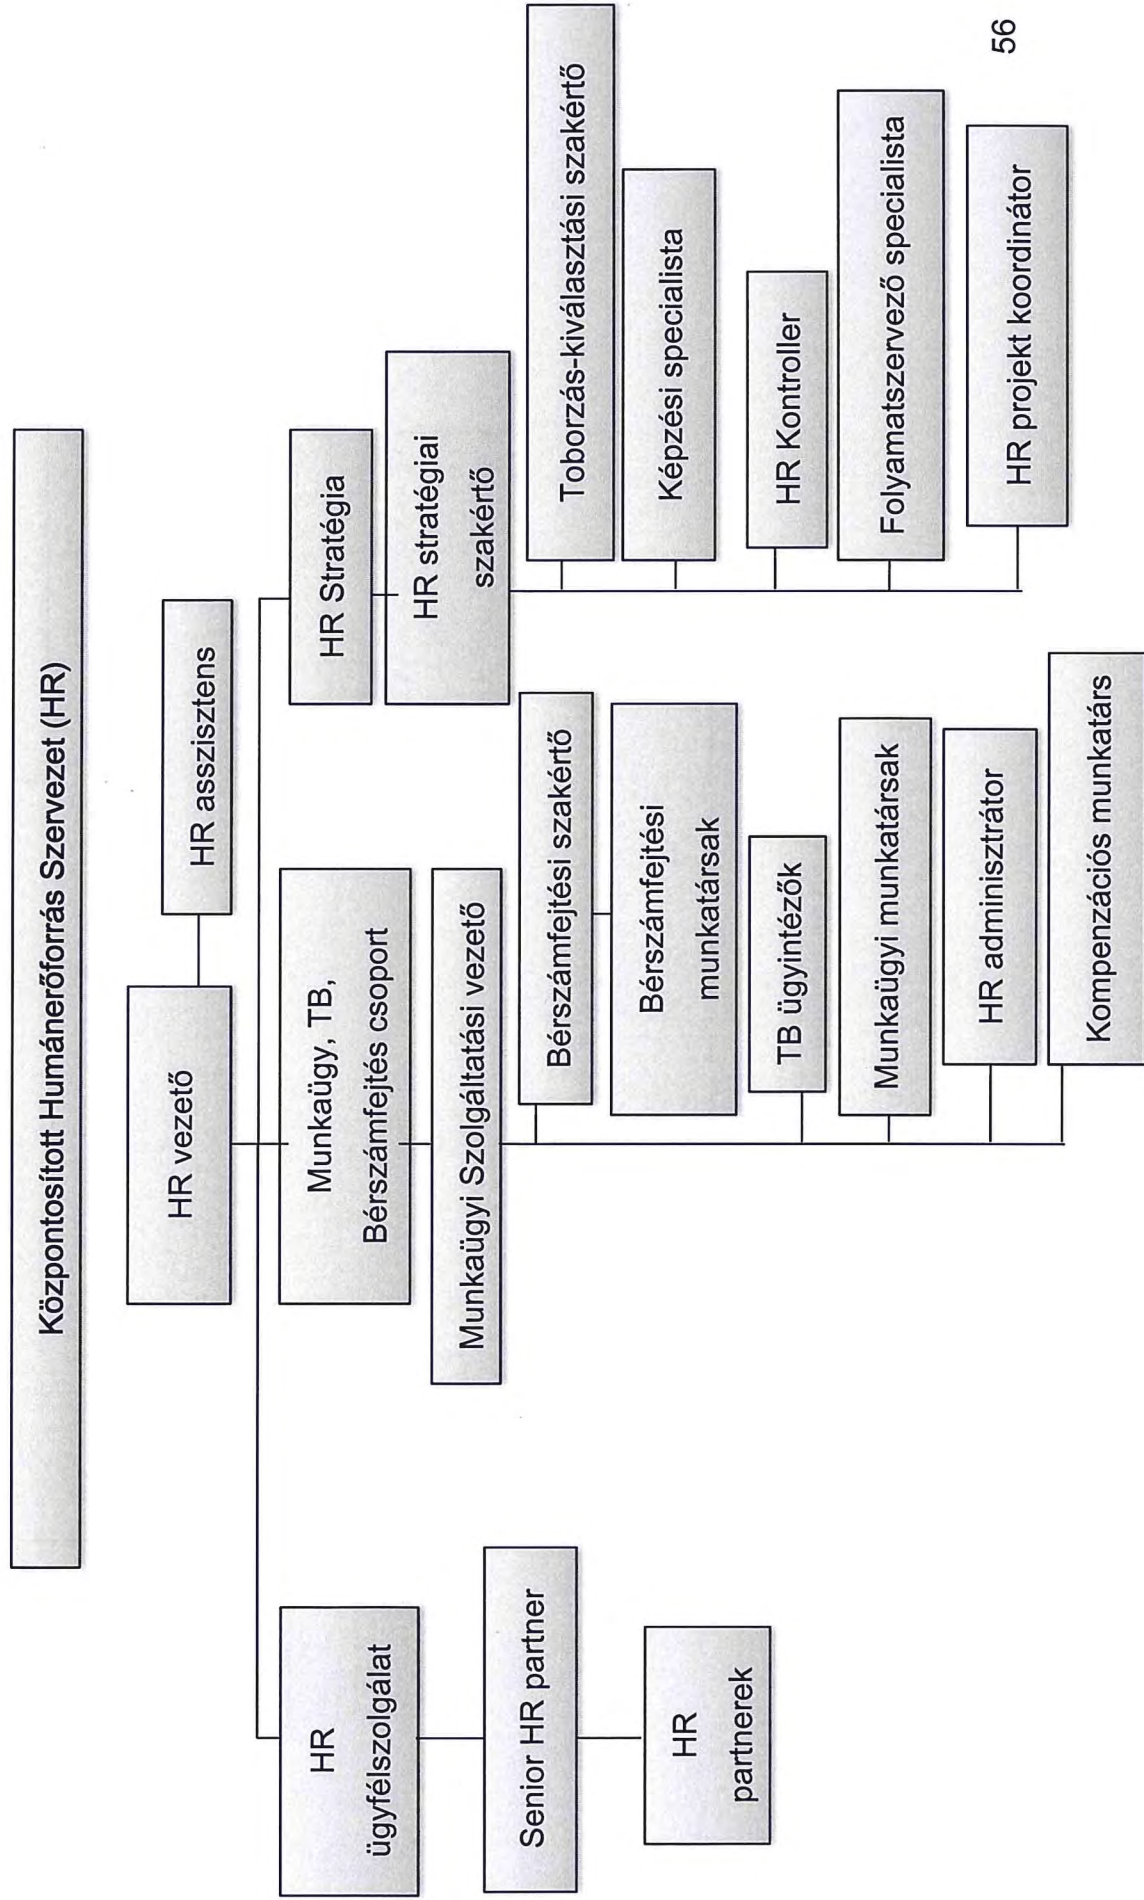 Központosított Humánerőforrás Szervezet (HR)
HR vezető
HR asszisztens
HR
ügyfélszolgálat
Senior HR partner
HR
partnerek
Munkaügy, TB,
Bérszámfejtés csoport
Munkaügyi Szolgáltatási vezető
Bérszámfejtési szakértő
Bérszámfejtési
munkatársak
TB ügyintézők
Munkaügyi munkatársak
HR adminisztrátor
Kompenzációs munkatárs
HR Stratégia
HR stratégiai
szakértő
Toborzás-kiválasztási szakértő
Képzési specialista
HR Kontroller
Folyamatszervező specialista
HR projekt koordinátor
56